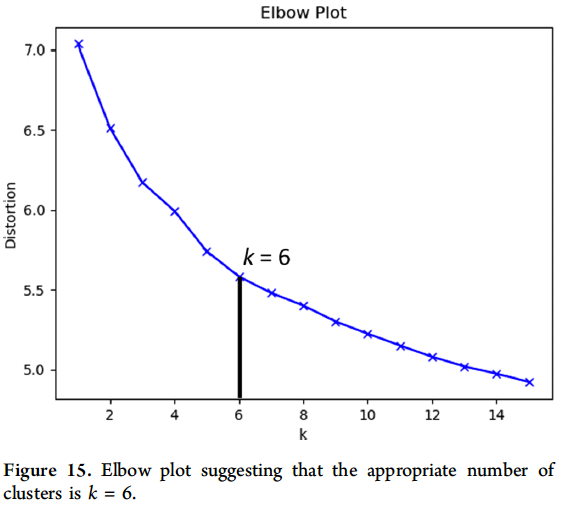 Elbow Plot
7.0
6.5
6.0
5.5
5.0
Distortion
k = 6
2 4 6 8 10 12 14
k
Figure 15. Elbow plot suggesting that the appropriate number of
clusters is k = 6.